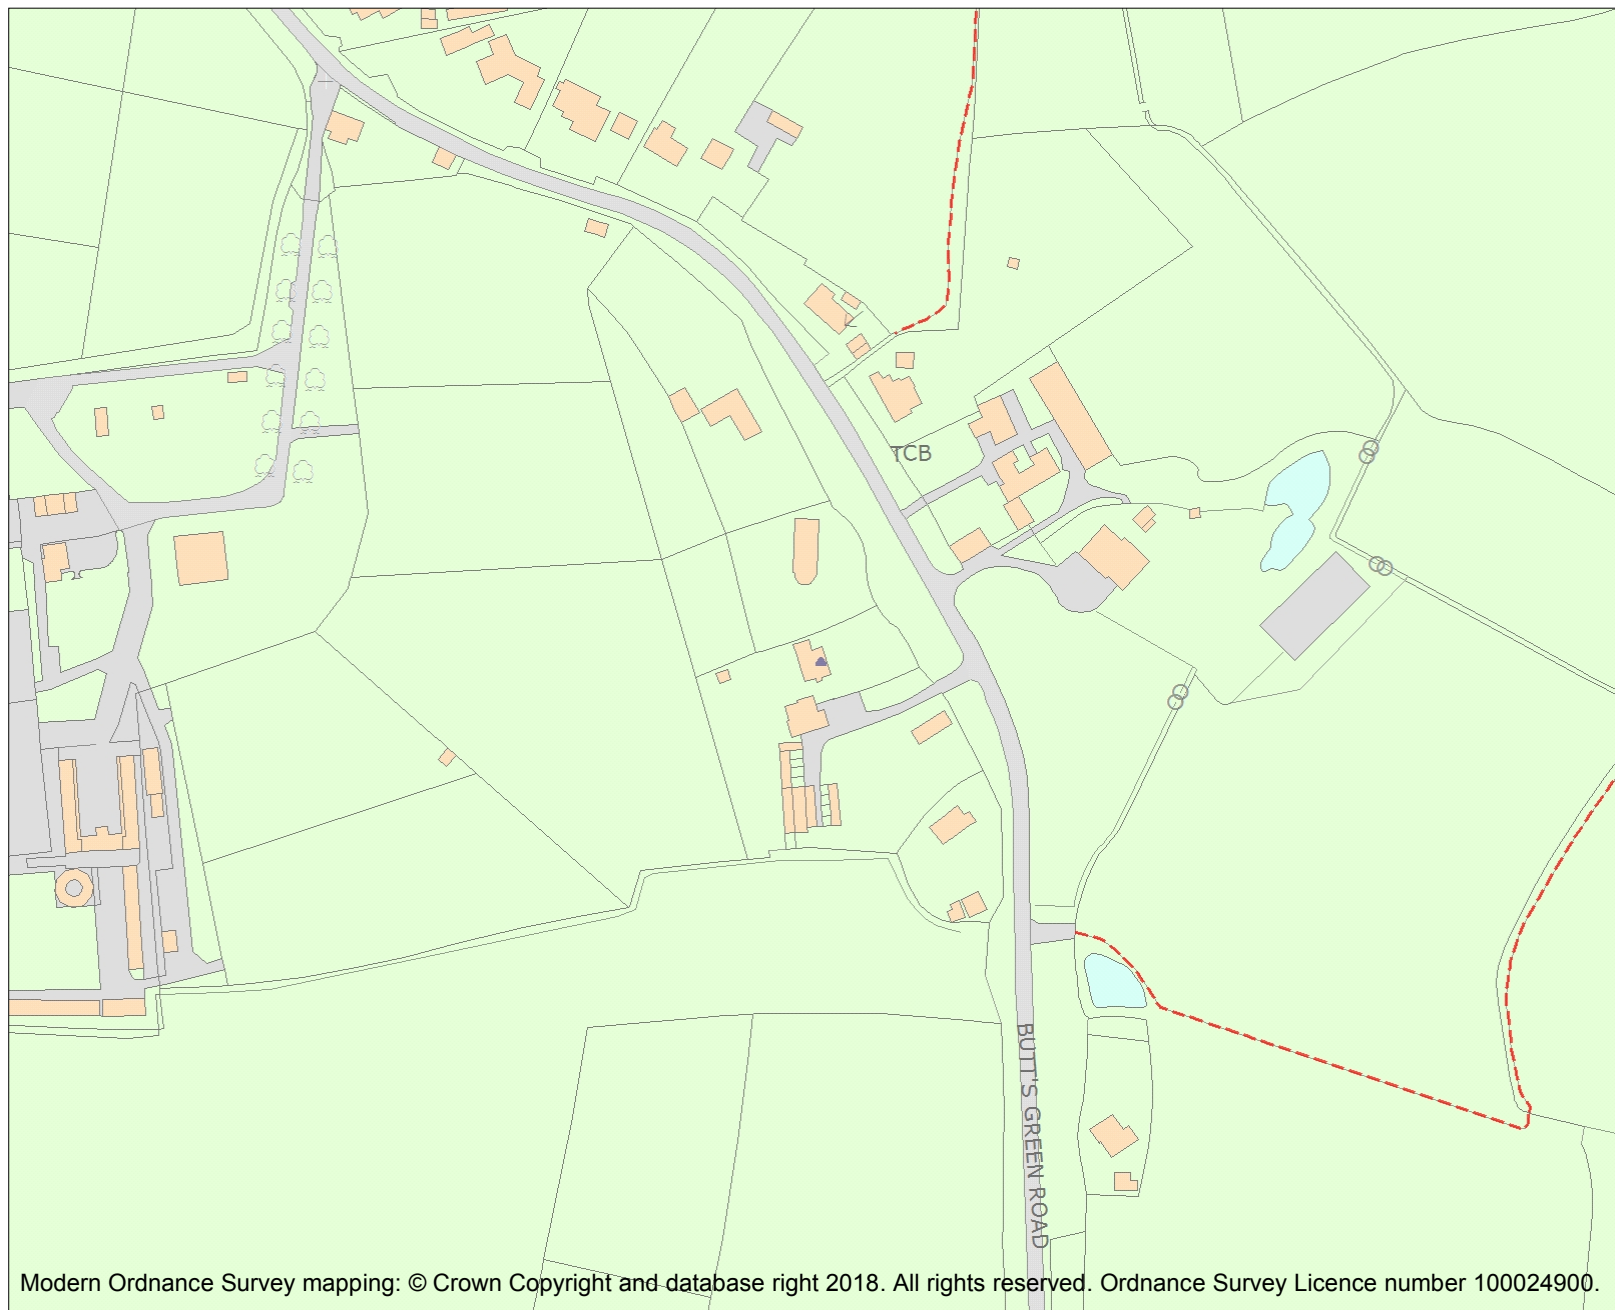 TCB
BUTT'S GREEN ROAD
Modern Ordnance Survey mapping: © Crown Copyright and database right 2018. All rights reserved. Ordnance Survey Licence number 100024900.